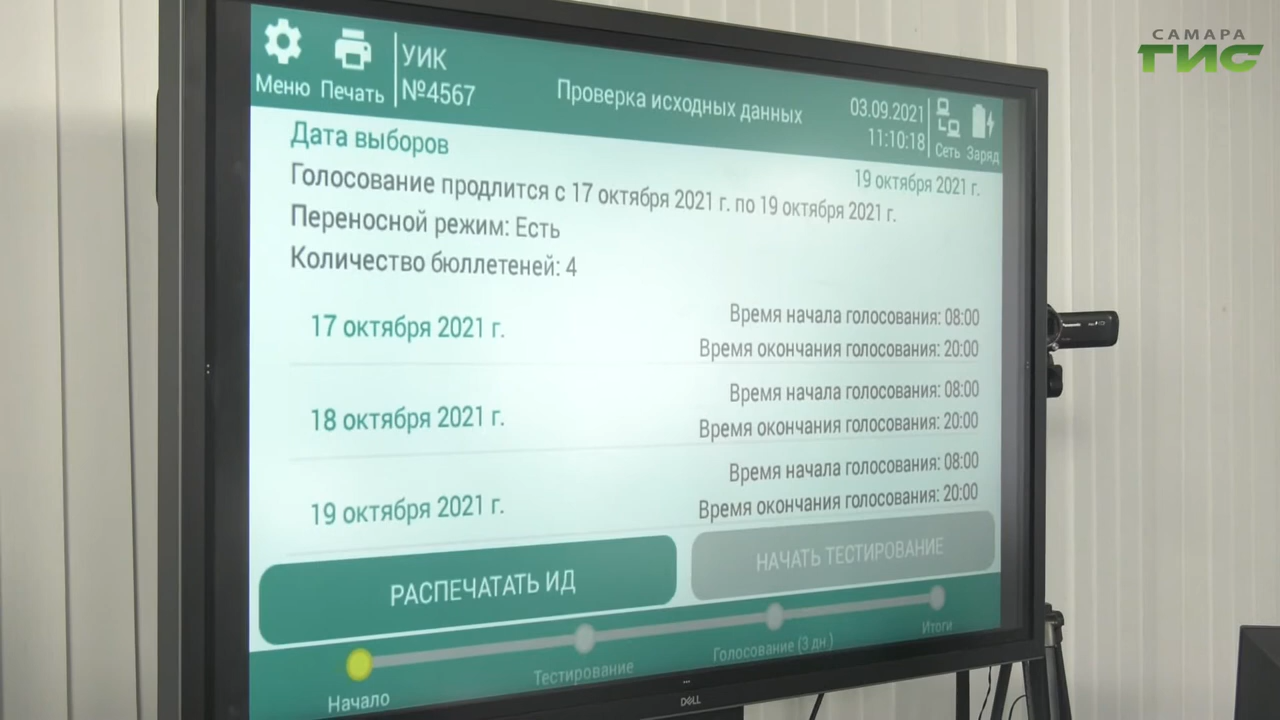 САМАРА
ГИС
Меню
Печать
УИК
№4567
Проверка исходных данных
03.09.2021
11:10:18
Сеть
Заряд
Дата выборов
19 октября 2021 г.
Голосование продлится с 17 октября 2021 г. по 19 октября 2021 г.
Переносной режим: Есть
Количество бюллетеней: 4
17 октября 2021 г.
Время начала голосования: 08:00
Время окончания голосования: 20:00
18 октября 2021 г.
Время начала голосования: 08:00
Время окончания голосования: 20:00
19 октября 2021 г.
Время начала голосования: 08:00
Время окончания голосования: 20:00
РАСПЕЧАТАТЬ ИД
НАЧАТЬ ТЕСТИРОВАНИЕ
Начало
Тестирование
Голосование (3 дн )
Итоги
DELL
Panasonic